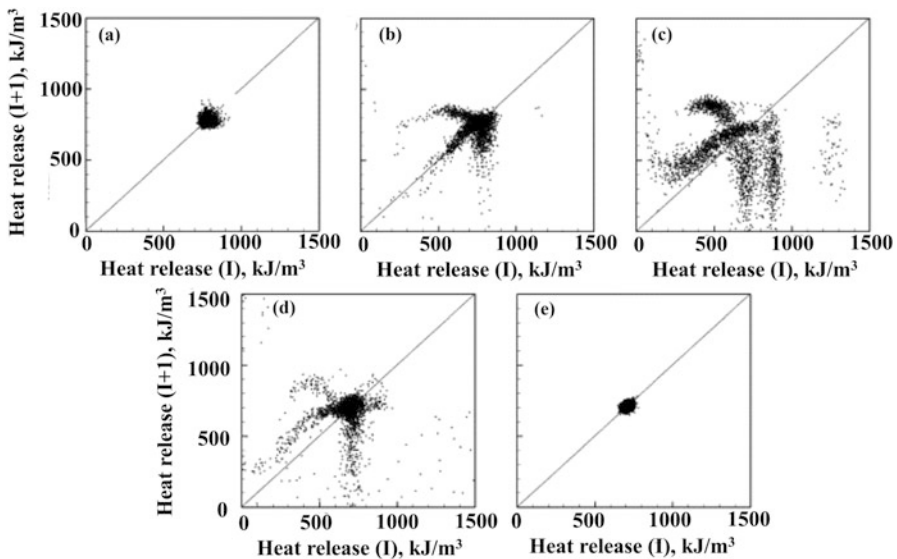 Heat release (I+1), kJ/m³
1500
1000
500
0
(a)
(b)
(c)
0 500 1000 1500
0 500 1000 1500
0 500 1000 1500
Heat release (I), kJ/m³
Heat release (I), kJ/m³
Heat release (I), kJ/m³
Heat release (I+1), kJ/m³
1500
1000
500
0
(d)
(e)
0 500 1000 1500
0 500 1000 1500
Heat release (I), kJ/m³
Heat release (I), kJ/m³